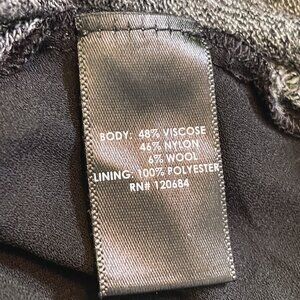 BODY: 48% VISCOSE
46% NYLON
6% WOOL
LINING: 100% POLYESTER
RN# 120684